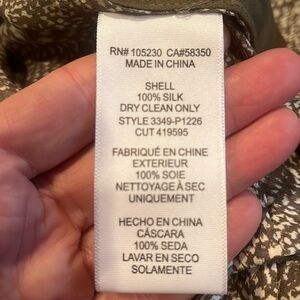 RN# 105230 CA#58350
MADE IN CHINA
SHELL
100% SILK
DRY CLEAN ONLY
STYLE 3349-P1226
CUT 419595
FABRIQUÉ EN CHINE
EXTERIEUR
100% SOIE
NETTOYAGE À SEC
UNIQUEMENT
HECHO EN CHINA
CÁSCARA
100% SEDA
LAVAR EN SECO
SOLAMENTE